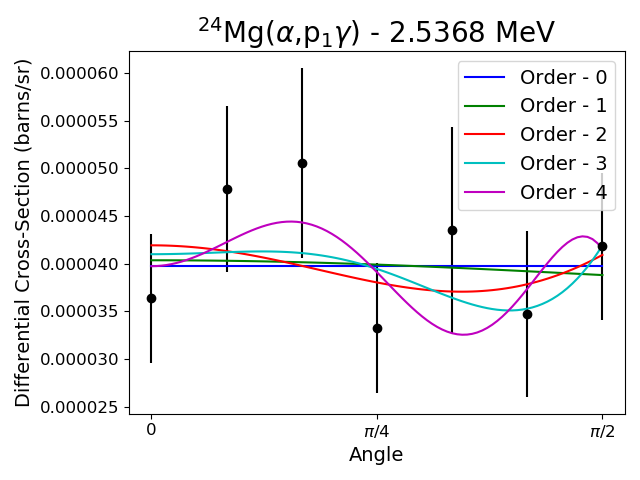 ²⁴Mg(α,p₁γ) - 2.5368 MeV
Differential Cross-Section (barns/sr)
0.000060
0.000055
0.000050
0.000045
0.000040
0.000035
0.000030
0.000025
Order - 0
Order - 1
Order - 2
Order - 3
Order - 4
0 π/4 π/2
Angle